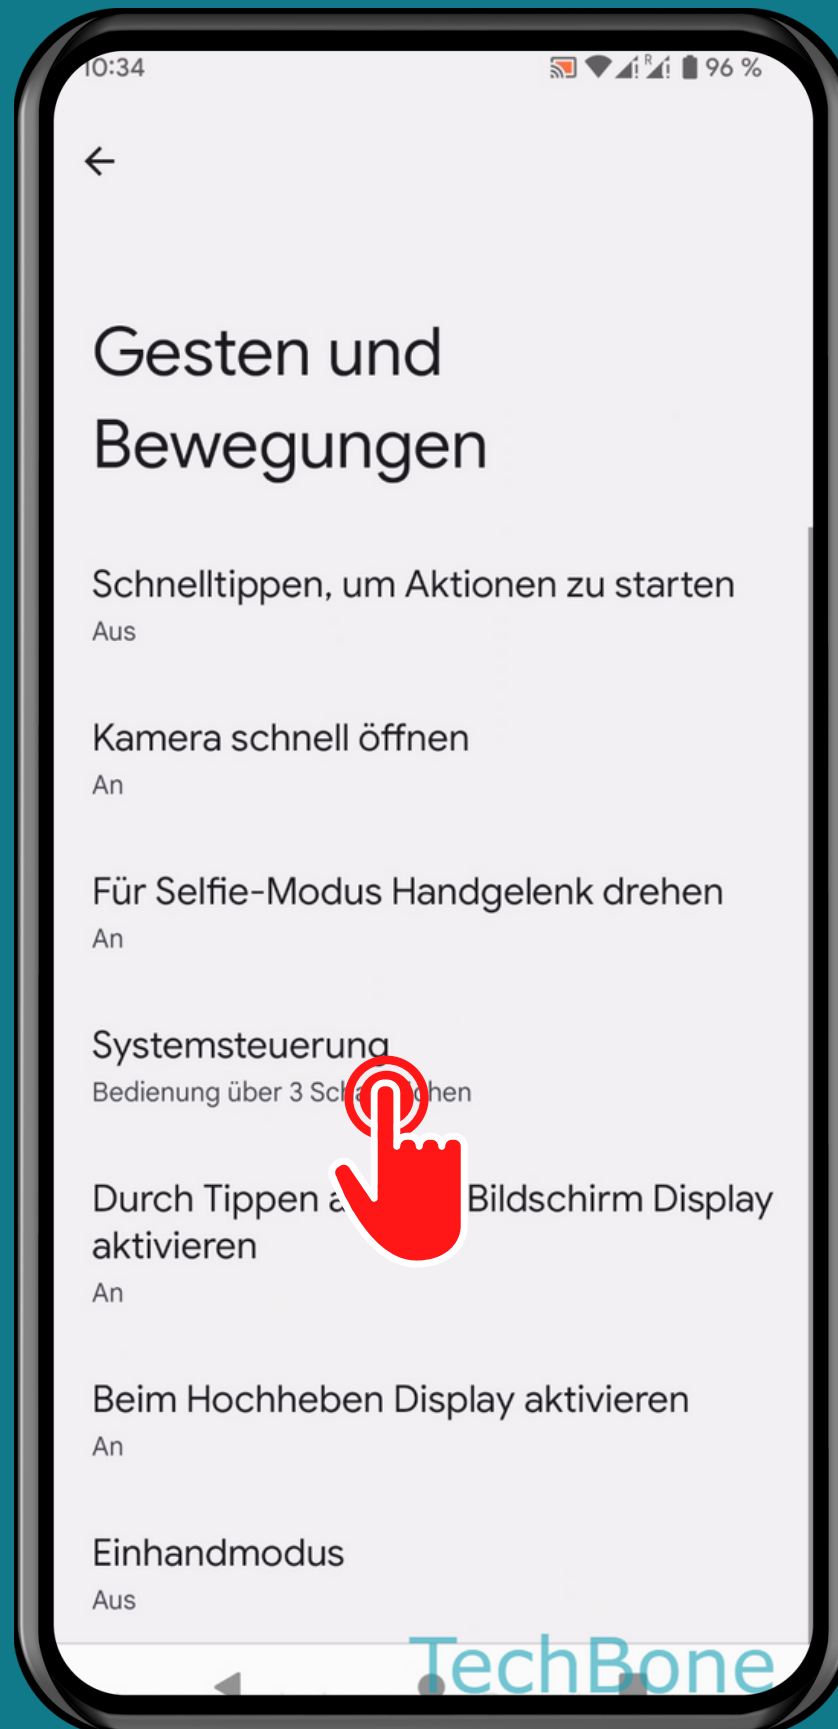 10:34
R
96 %
Gesten und
Bewegungen
Schnelltippen, um Aktionen zu starten
Aus
Kamera schnell öffnen
An
Für Selfie-Modus Handgelenk drehen
An
Systemsteuerung
Bedienung über 3
Durch Tippen Bildschirm Display
aktivieren
An
Beim Hochheben Display aktivieren
An
Einhandmodus
Aus
TechBone